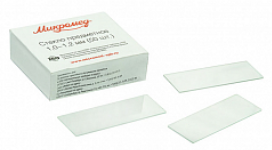 Микромед
Стекло предметное
1,0–1,2 мм (50 шт.)